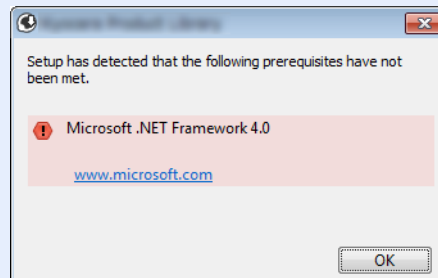 Setup has detected that the following prerequisites have not
been met.
Microsoft .NET Framework 4.0
www.microsoft.com
OK